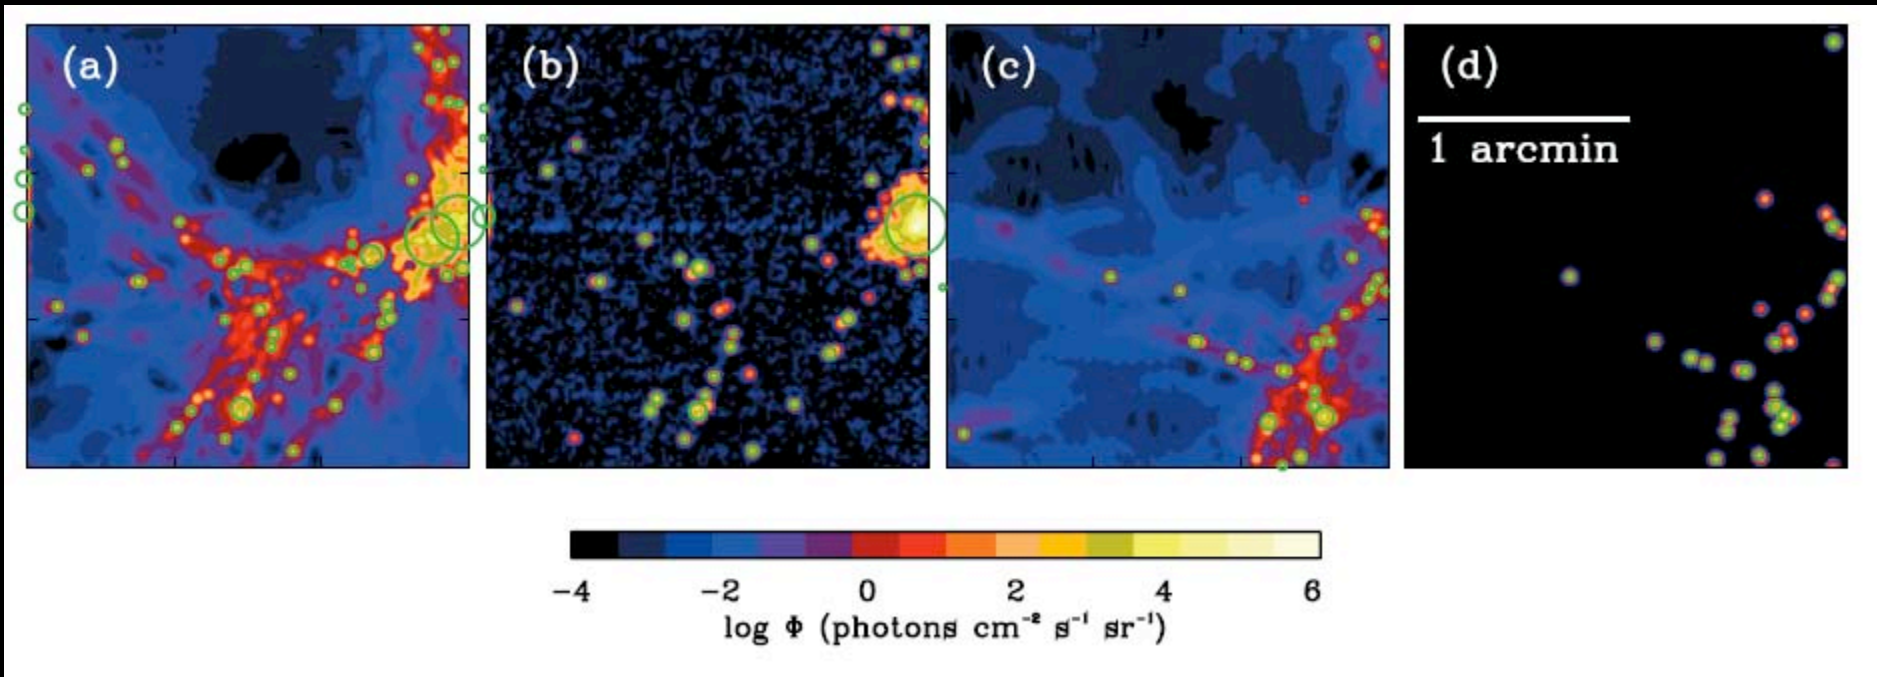 (a) (b) (c) (d)
1 arcmin
−4 −2 0 2 4 6
log Φ (photons cm⁻² s⁻¹ sr⁻¹)